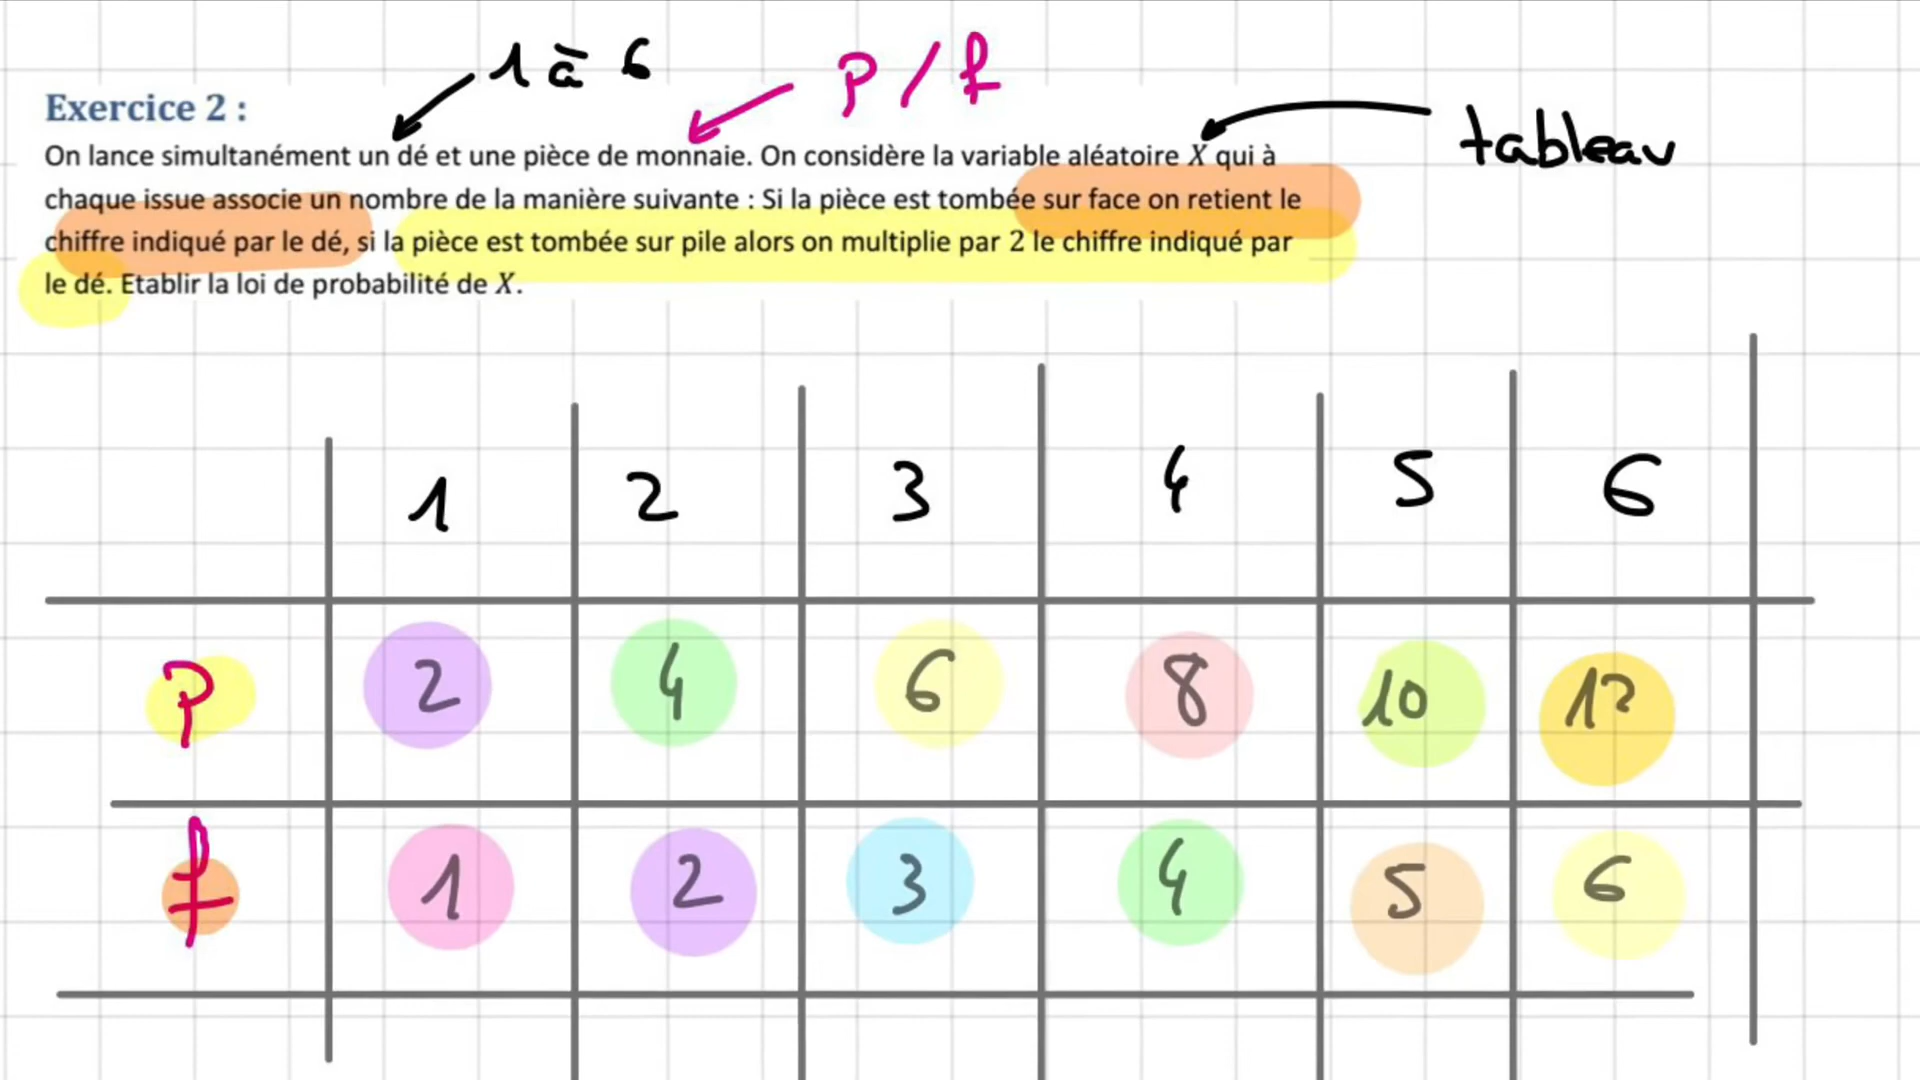 1 à 6
P / f
Exercice 2 :
tableau
On lance simultanément un dé et une pièce de monnaie. On considère la variable aléatoire X qui à
chaque issue associe un nombre de la manière suivante : Si la pièce est tombée sur face on retient le
chiffre indiqué par le dé, si la pièce est tombée sur pile alors on multiplie par 2 le chiffre indiqué par
le dé. Etablir la loi de probabilité de X.
1 2 3 4 5 6
P 2 4 6 8 10 12
f 1 2 3 4 5 6